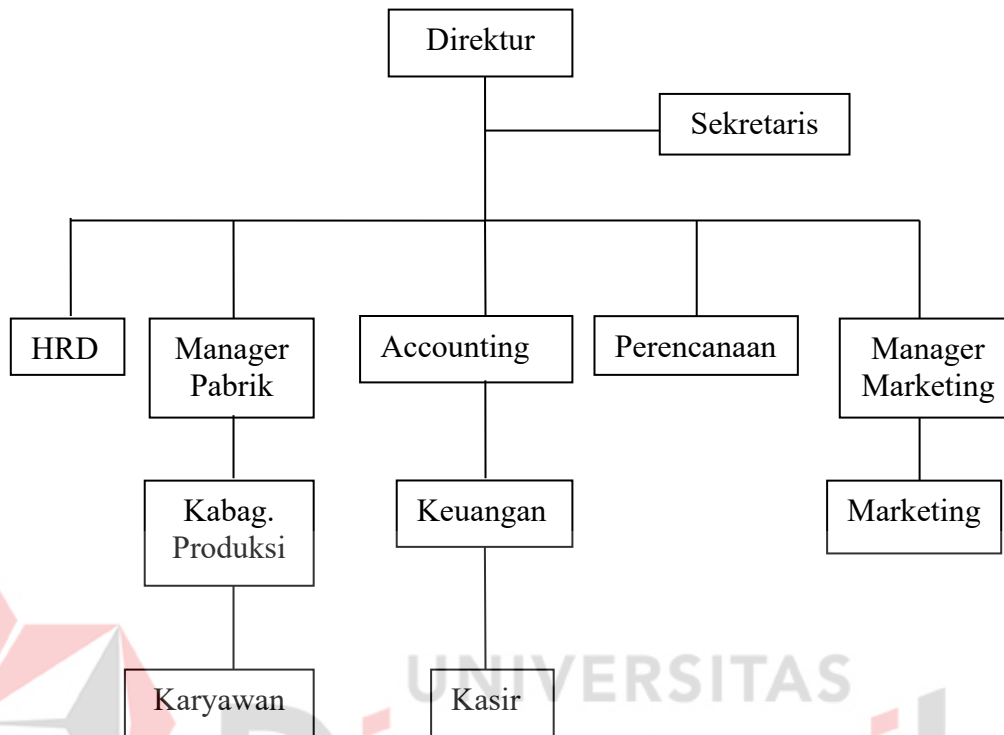 Direktur
Sekretaris
HRD
Manager
Pabrik
Accounting
Perencanaan
Manager
Marketing
Kabag.
Produksi
Keuangan
Marketing
Karyawan
Kasir
UNIVERSITAS